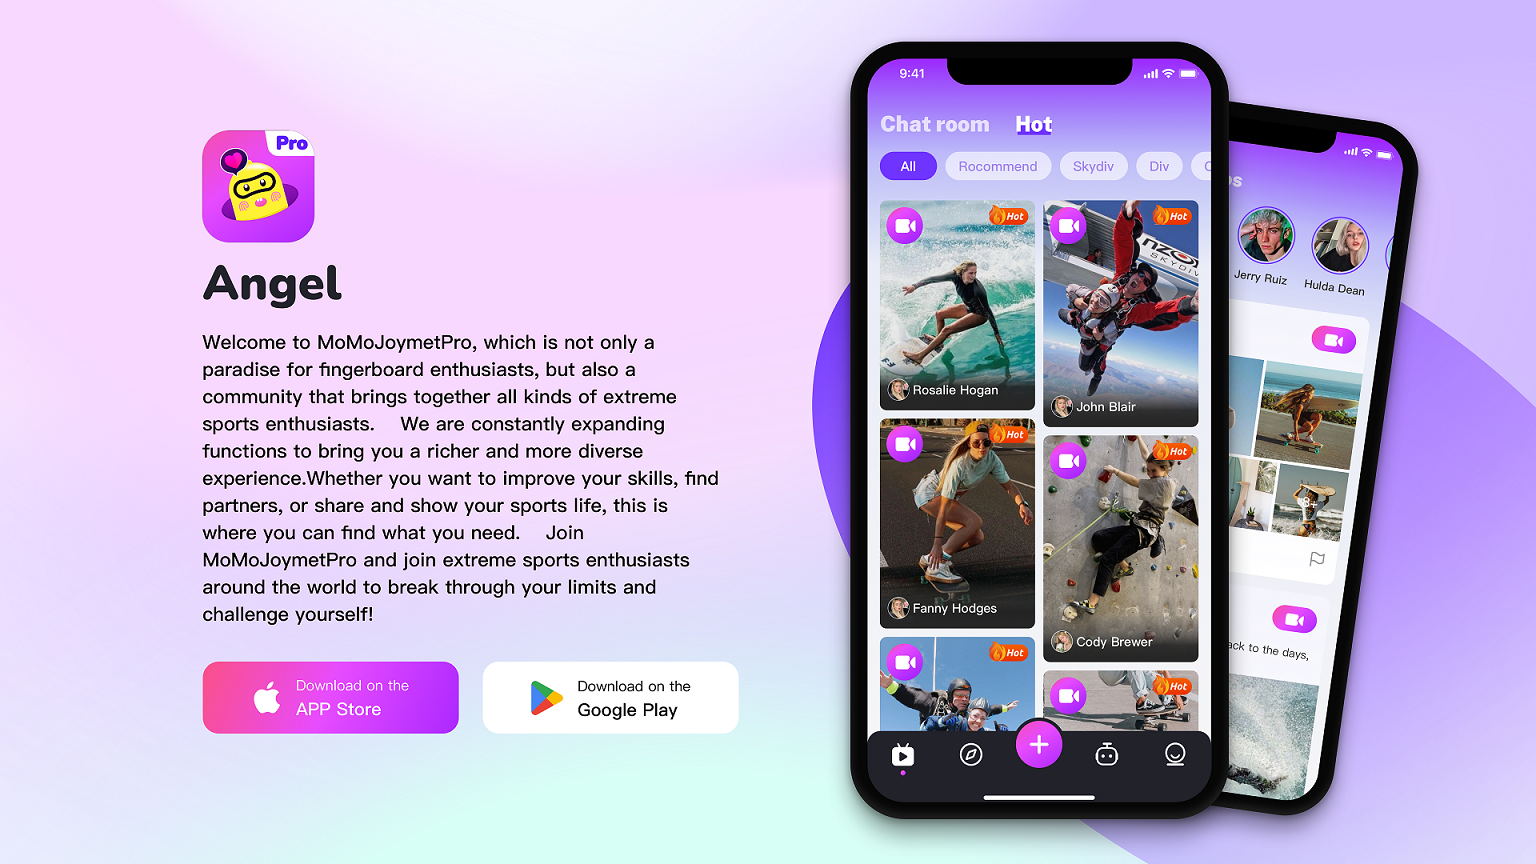 Pro
Angel
Welcome to MoMoJoymetPro, which is not only a
paradise for fingerboard enthusiasts, but also a
community that brings together all kinds of extreme
sports enthusiasts. We are constantly expanding
functions to bring you a richer and more diverse
experience.Whether you want to improve your skills, find
partners, or share and show your sports life, this is
where you can find what you need. Join
MoMoJoymetPro and join extreme sports enthusiasts
around the world to break through your limits and
challenge yourself!
Download on the
APP Store
Download on the
Google Play
9:41
Chat room Hot
All Rocommend Skydiv Div
Hot
Rosalie Hogan
Hot
NZO
SKYDIV
John Blair
Hot
Fanny Hodges
Hot
Cody Brewer
Hot
Hot
Jerry Ruiz
Hulda Dean
to the days,